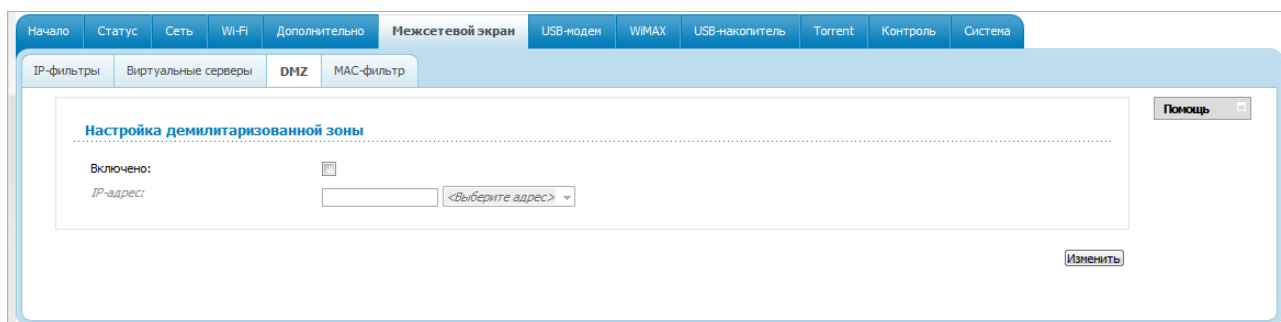 Начало Статус Сеть Wi-Fi Дополнительно Межсетевой экран USB-модем WiMAX USB-накопитель Torrent Контроль Система
IP-фильтры Виртуальные серверы DMZ MAC-фильтр
Помощь
Настройка демилитаризованной зоны
Включено:
IP-адрес: <Выберите адрес>
Изменить